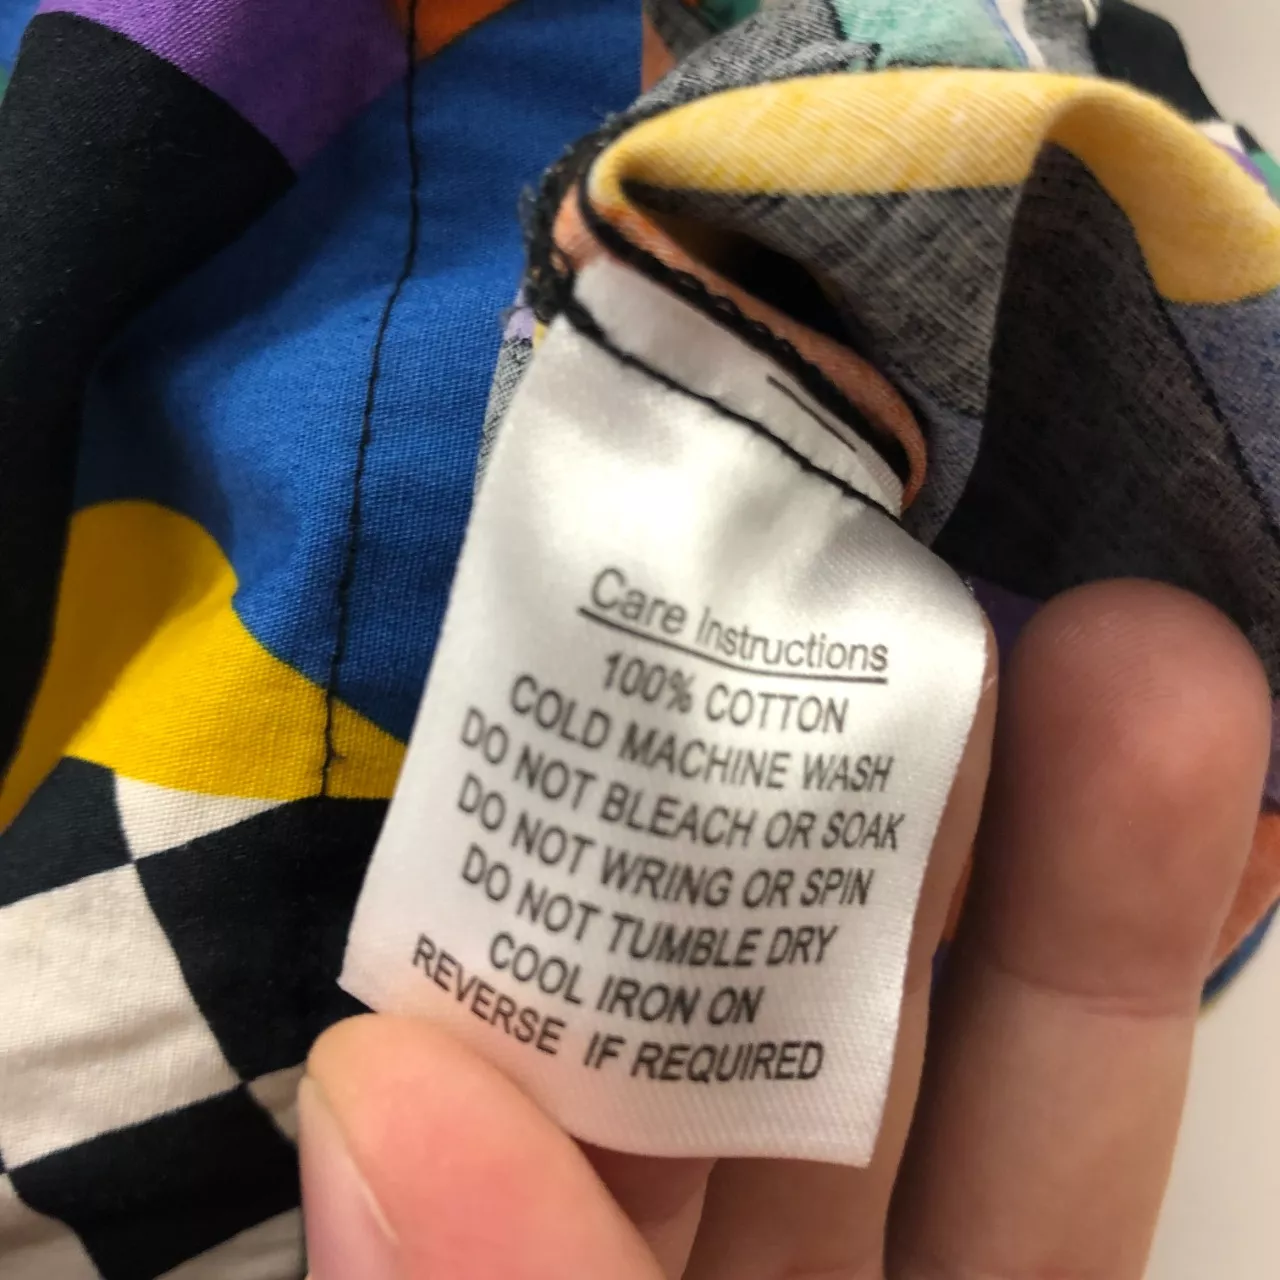 Care Instructions
100% COTTON
COLD MACHINE WASH
DO NOT BLEACH OR SOAK
DO NOT WRING OR SPIN
DO NOT TUMBLE DRY
COOL IRON ON
REVERSE IF REQUIRED